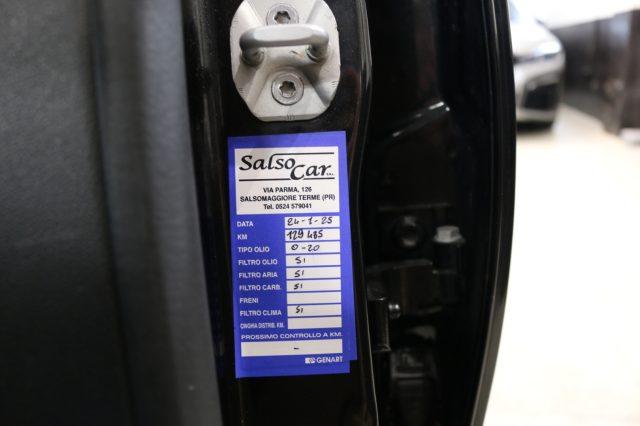 Salso Car s.r.l.
VIA PARMA, 126
SALSOMAGGIORE TERME (PR)
Tel. 0524 579041
DATA 24-1-25
KM 129485
TIPO OLIO 0-20
FILTRO OLIO SI
FILTRO ARIA SI
FILTRO CARB. SI
FRENI
FILTRO CLIMA SI
CINGHIA DISTRIB. KM.
PROSSIMO CONTROLLO A KM.
-
GENART